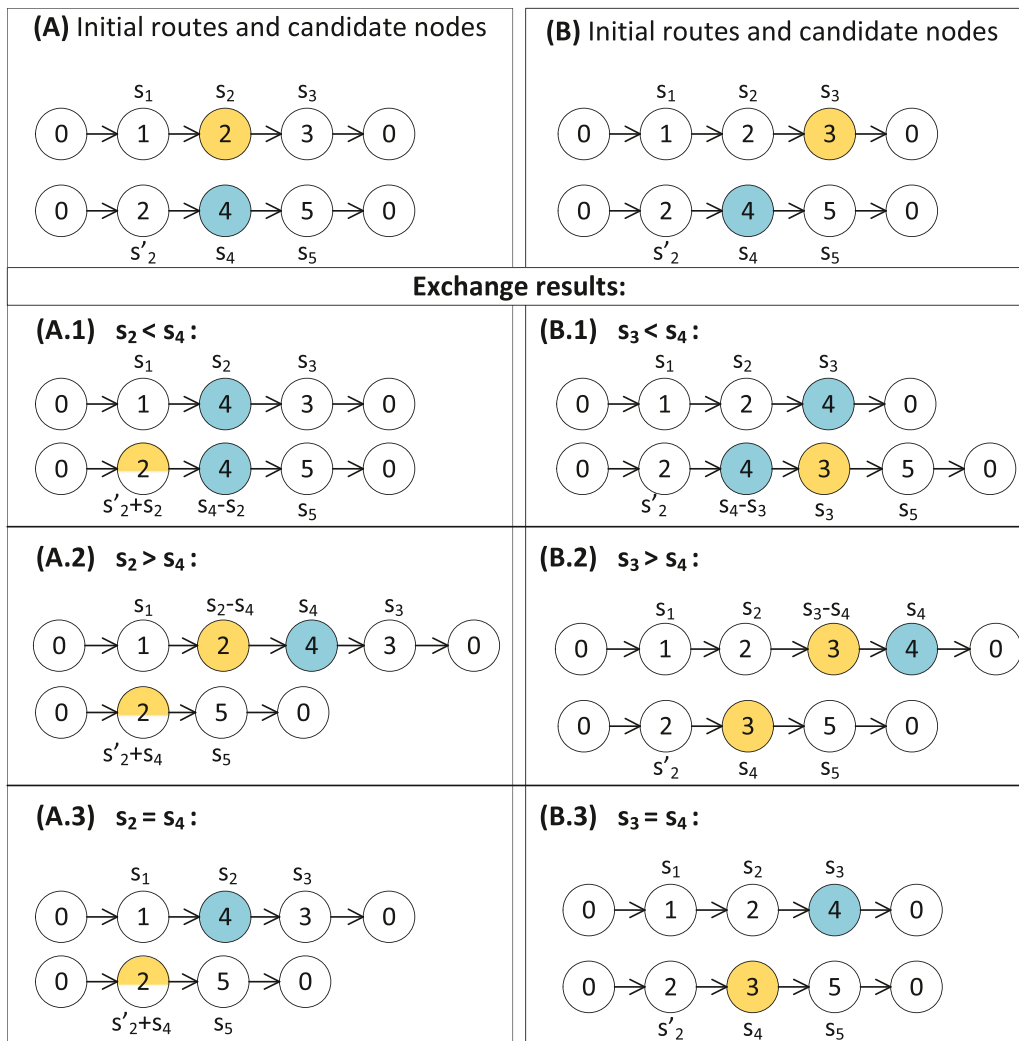 (A) Initial routes and candidate nodes
s1 s2 s3
0 1 2 3 0
0 2 4 5 0
s'2 s4 s5
(B) Initial routes and candidate nodes
s1 s2 s3
0 1 2 3 0
0 2 4 5 0
s'2 s4 s5
Exchange results:
(A.1) s2 < s4 :
s1 s2 s3
0 1 4 3 0
0 2 4 5 0
s'2+s2 s4-s2 s5
(B.1) s3 < s4 :
s1 s2 s3
0 1 2 4 0
0 2 4 3 5 0
s'2 s4-s3 s3 s5
(A.2) s2 > s4 :
s1 s2-s4 s4 s3
0 1 2 4 3 0
0 2 5 0
s'2+s4 s5
(B.2) s3 > s4 :
s1 s2 s3-s4 s4
0 1 2 3 4 0
0 2 3 5 0
s'2 s4 s5
(A.3) s2 = s4 :
s1 s2 s3
0 1 4 3 0
0 2 5 0
s'2+s4 s5
(B.3) s3 = s4 :
s1 s2 s3
0 1 2 4 0
0 2 3 5 0
s'2 s4 s5